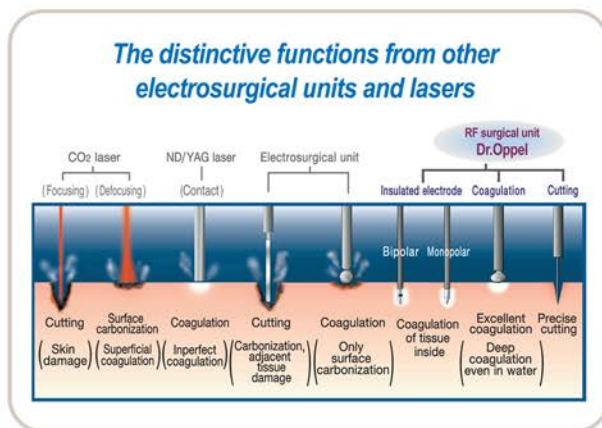 The distinctive functions from other
electrosurgical units and lasers
RF surgical unit
Dr.Oppel
CO2 laser
ND/YAG laser
Electrosurgical unit
(Focusing) (Defocusing)
(Contact)
Insulated electrode
Coagulation
Cutting
Bipolar
Monopolar
Cutting
(Skin
damage)
Surface
carbonization
(Superficial
coagulation)
Coagulation
(Inperfect
coagulation)
Cutting
(Carbonization,
adjacent
tissue
damage)
Coagulation
(Only
surface
carbonization)
Coagulation
of tissue
inside
Excellent
coagulation
(Deep
coagulation
even in water)
Precise
cutting